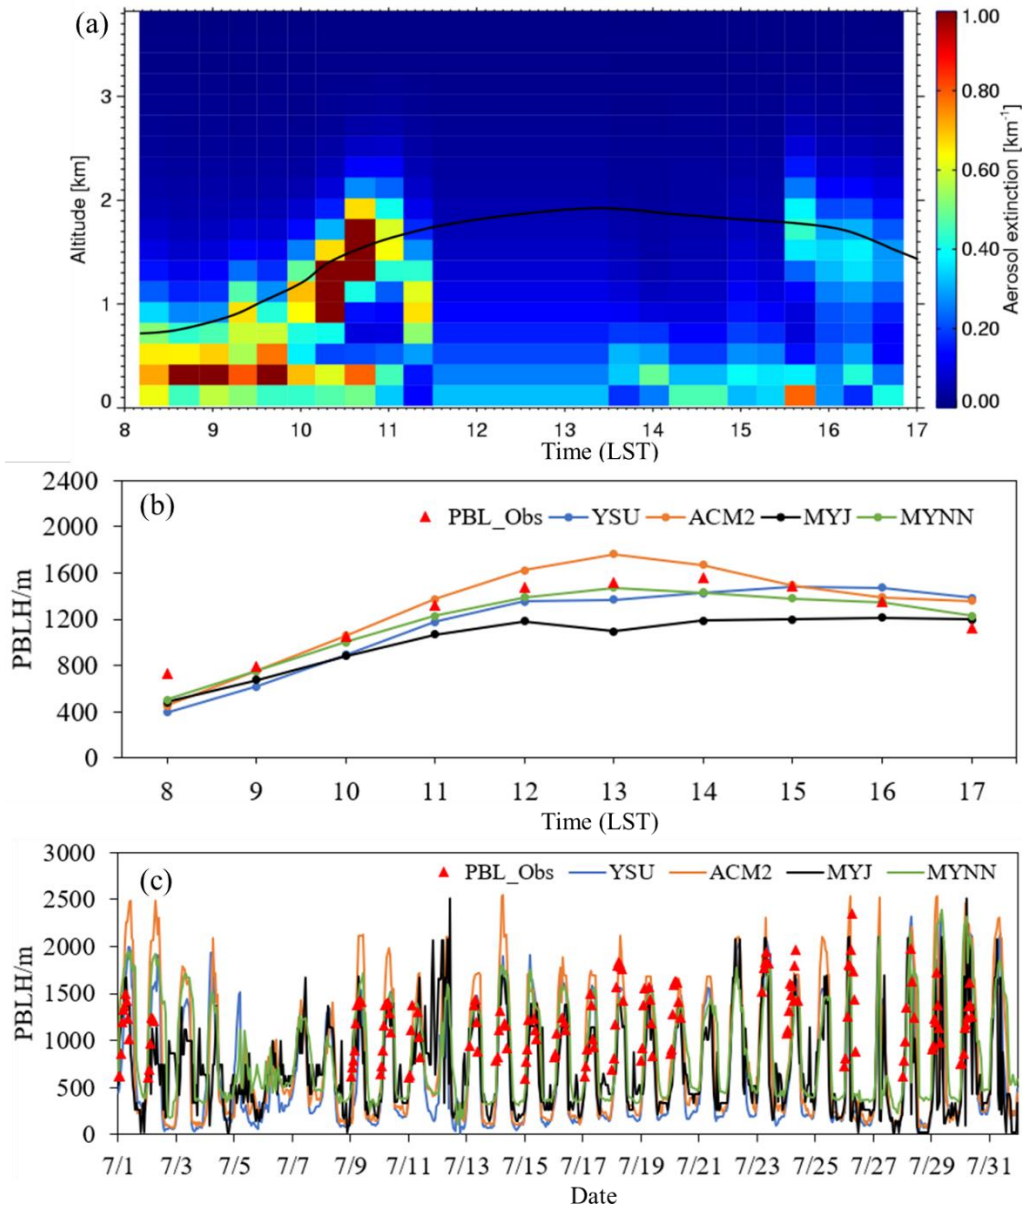 (a)
Altitude [km]
3
2
1
0
8 9 10 11 12 13 14 15 16 17
Time (LST)
1.00
0.80
0.60
0.40
0.20
0.00
Aerosol extinction [km⁻¹]
(b)
PBL_Obs YSU ACM2 MYJ MYNN
PBLH/m
2400
2000
1600
1200
800
400
0
8 9 10 11 12 13 14 15 16 17
Time (LST)
(c)
PBL_Obs YSU ACM2 MYJ MYNN
PBLH/m
3000
2500
2000
1500
1000
500
0
7/1 7/3 7/5 7/7 7/9 7/11 7/13 7/15 7/17 7/19 7/21 7/23 7/25 7/27 7/29 7/31
Date